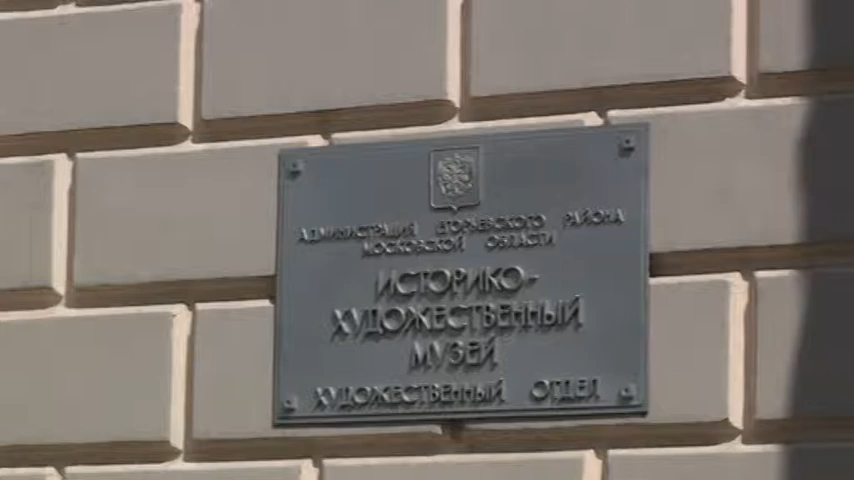 АДМИНИСТРАЦИЯ ЕГОРЬЕВСКОГО РАЙОНА
МОСКОВСКОЙ ОБЛАСТИ
ИСТОРИКО-
ХУДОЖЕСТВЕННЫЙ
МУЗЕЙ
ХУДОЖЕСТВЕННЫЙ ОТДЕЛ